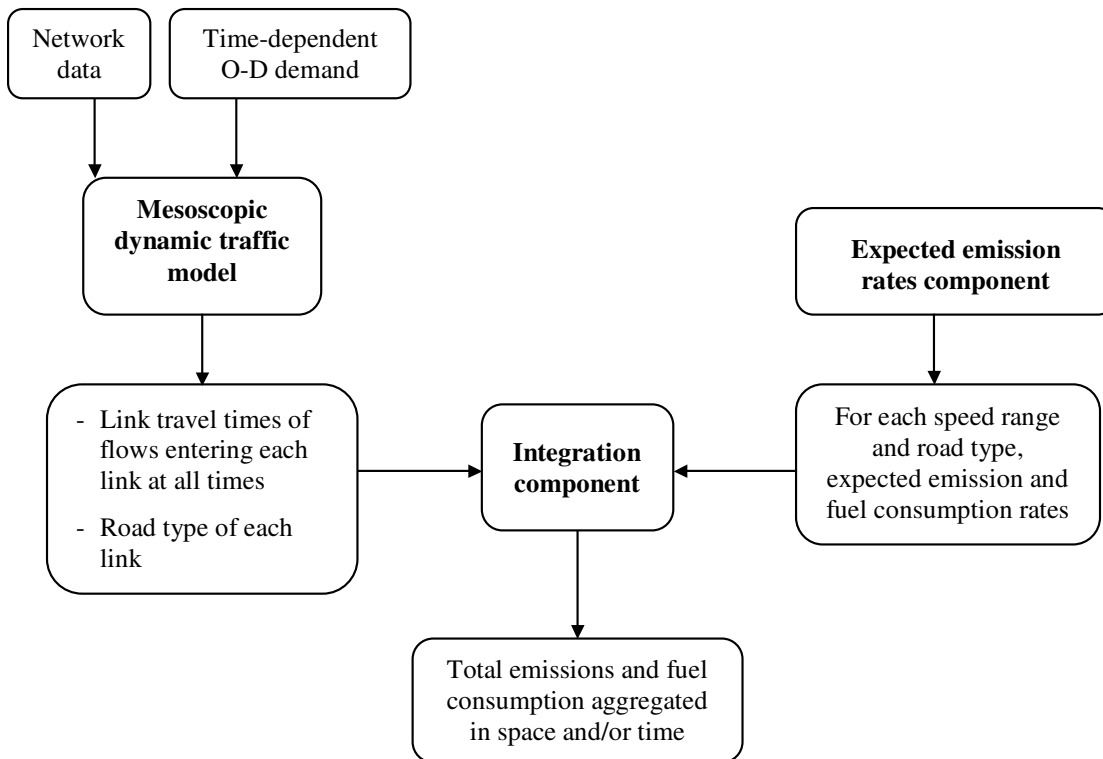 Network
data
Time-dependent
O-D demand
Mesoscopic
dynamic traffic
model
Expected emission
rates component
- Link travel times of
flows entering each
link at all times
- Road type of each
link
Integration
component
For each speed range
and road type,
expected emission and
fuel consumption rates
Total emissions and fuel
consumption aggregated
in space and/or time